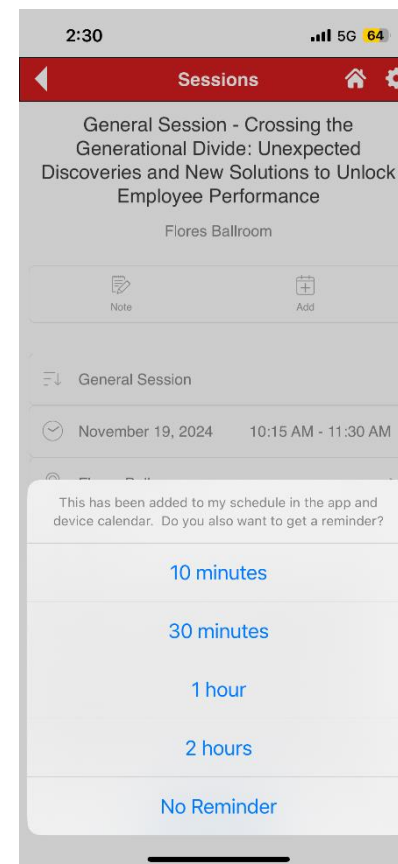 2:30 5G 64
Sessions
General Session - Crossing the
Generational Divide: Unexpected
Discoveries and New Solutions to Unlock
Employee Performance
Flores Ballroom
Note Add
General Session
November 19, 2024 10:15 AM - 11:30 AM
This has been added to my schedule in the app and
device calendar. Do you also want to get a reminder?
10 minutes
30 minutes
1 hour
2 hours
No Reminder